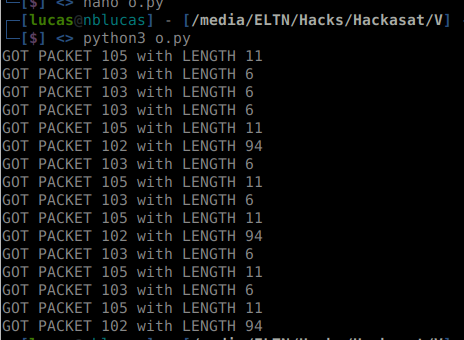 └─[$] <> nano o.py
┌─[lucas@nblucas] - [/media/ELTN/Hacks/Hackasat/V]
└─[$] <> python3 o.py
GOT PACKET 105 with LENGTH 11
GOT PACKET 103 with LENGTH 6
GOT PACKET 103 with LENGTH 6
GOT PACKET 103 with LENGTH 6
GOT PACKET 105 with LENGTH 11
GOT PACKET 102 with LENGTH 94
GOT PACKET 103 with LENGTH 6
GOT PACKET 105 with LENGTH 11
GOT PACKET 103 with LENGTH 6
GOT PACKET 105 with LENGTH 11
GOT PACKET 102 with LENGTH 94
GOT PACKET 103 with LENGTH 6
GOT PACKET 105 with LENGTH 11
GOT PACKET 103 with LENGTH 6
GOT PACKET 105 with LENGTH 11
GOT PACKET 102 with LENGTH 94